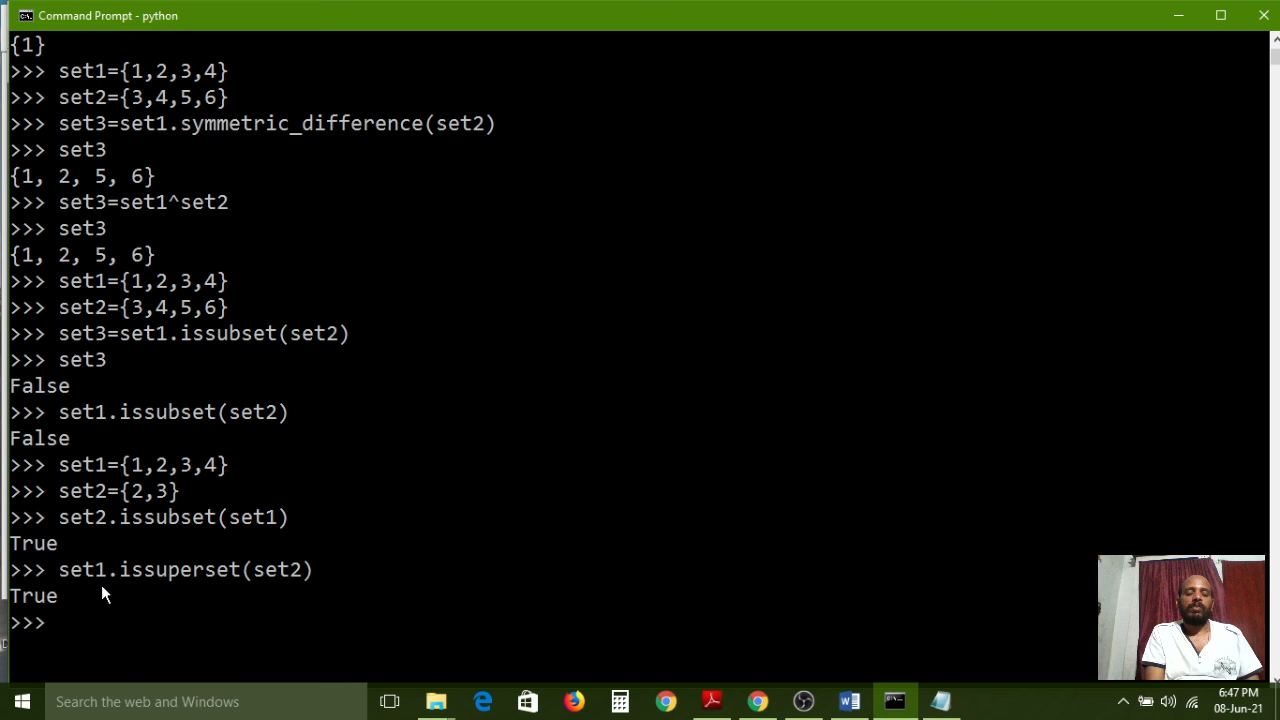 Command Prompt - python
{1}
>>> set1={1,2,3,4}
>>> set2={3,4,5,6}
>>> set3=set1.symmetric_difference(set2)
>>> set3
{1, 2, 5, 6}
>>> set3=set1^set2
>>> set3
{1, 2, 5, 6}
>>> set1={1,2,3,4}
>>> set2={3,4,5,6}
>>> set3=set1.issubset(set2)
>>> set3
False
>>> set1.issubset(set2)
False
>>> set1={1,2,3,4}
>>> set2={2,3}
>>> set2.issubset(set1)
True
>>> set1.issuperset(set2)
True
>>>
Search the web and Windows
6:47 PM
08-Jun-21